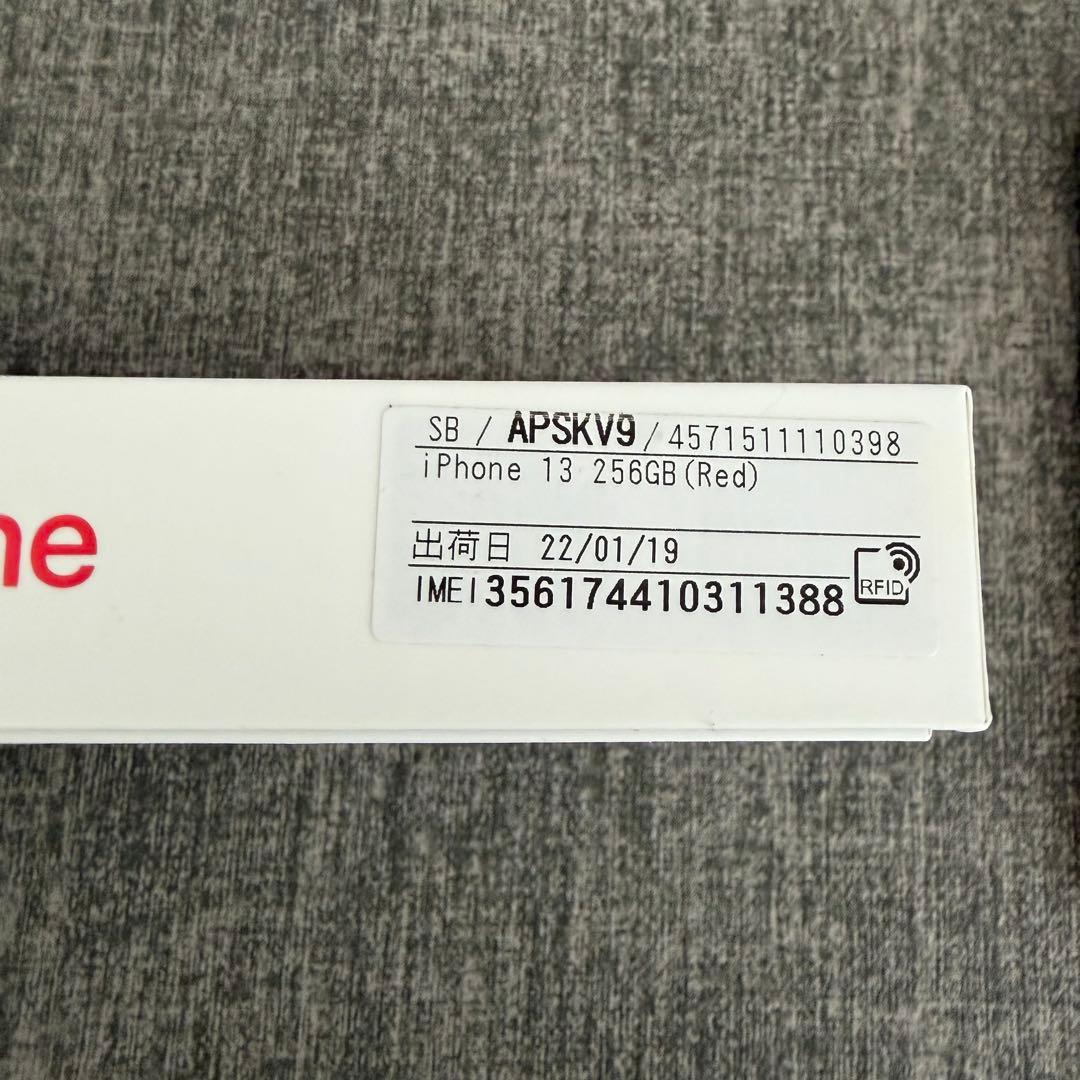 ne
SB / APSKV9 / 4571511110398
iPhone 13 256GB(Red)
出荷日 22/01/19
IMEI 356174410311388
RFID